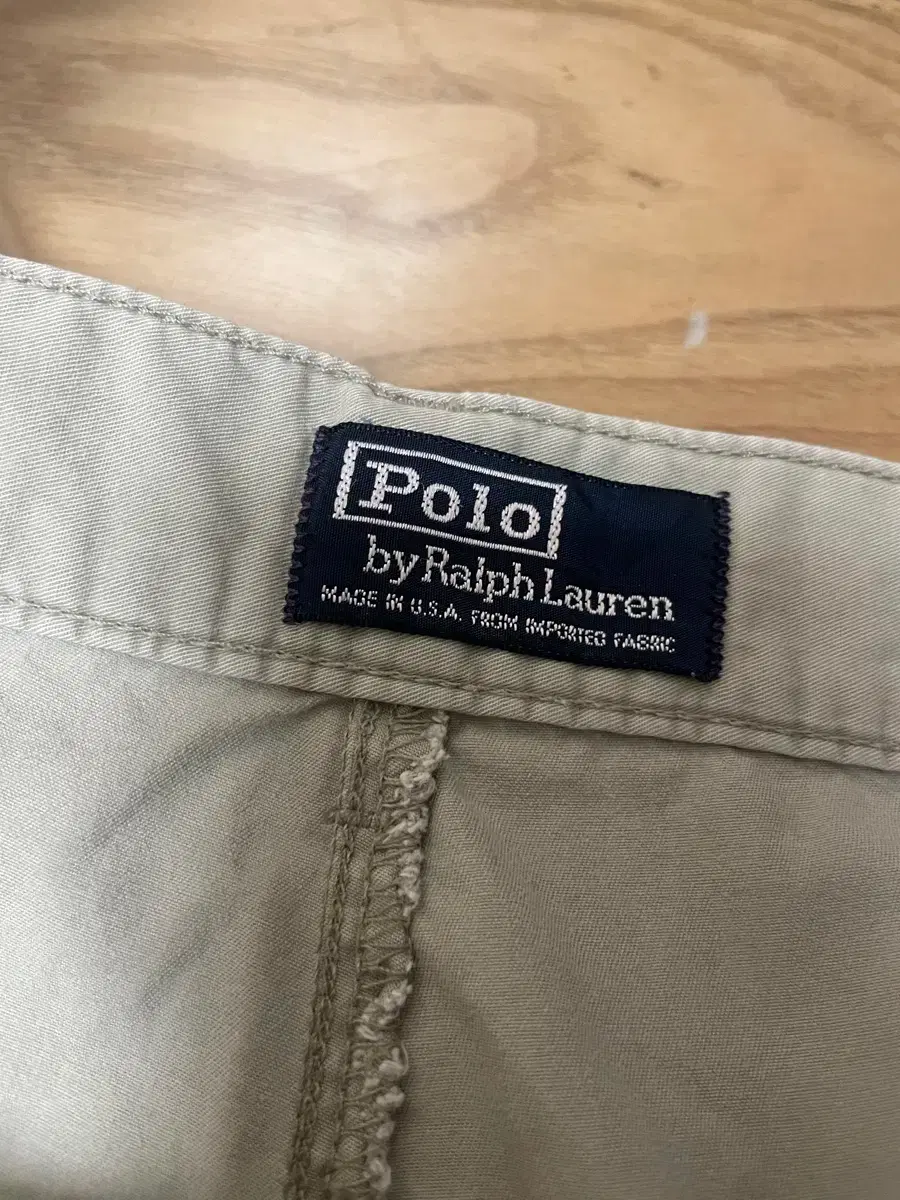 Polo
by Ralph Lauren
MADE IN U.S.A. FROM IMPORTED FABRIC